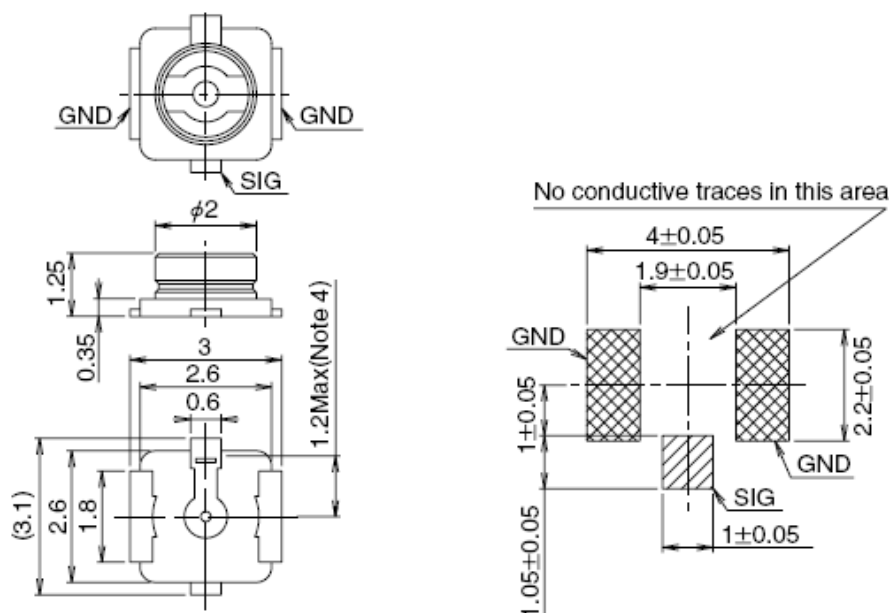 GND
GND
SIG
ϕ2
1.25
0.35
3
2.6
0.6
1.2Max(Note 4)
(3.1)
2.6
1.8
No conductive traces in this area
4±0.05
1.9±0.05
GND
2.2±0.05
1±0.05
GND
SIG
1±0.05
1.05±0.05